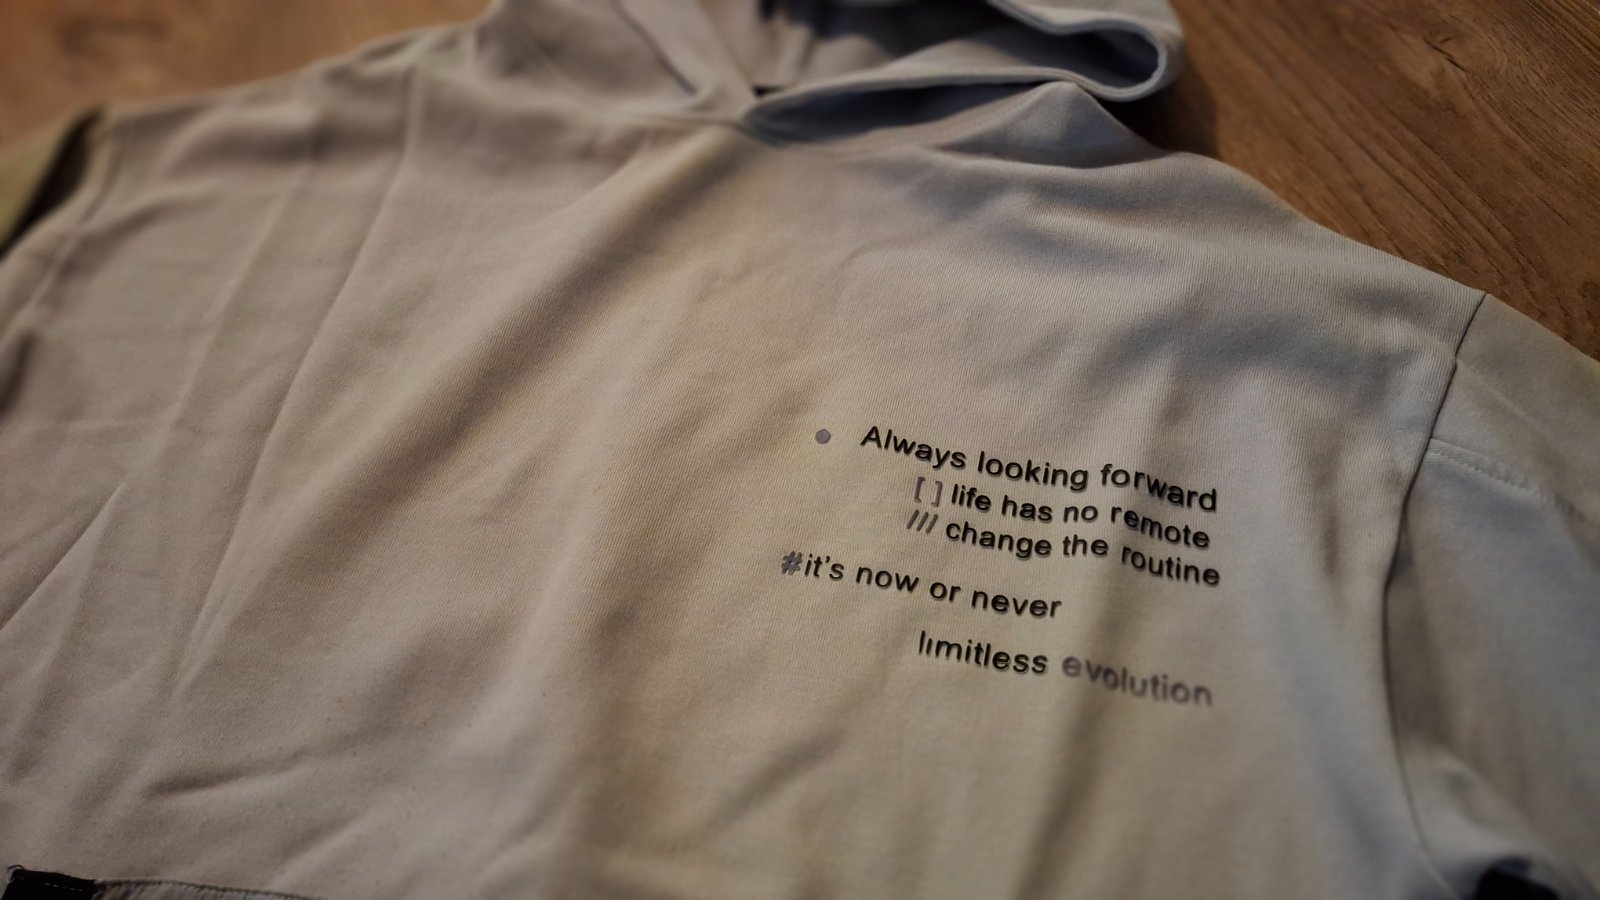 • Always looking forward
[ ] life has no remote
/// change the routine
#it's now or never
limitless evolution